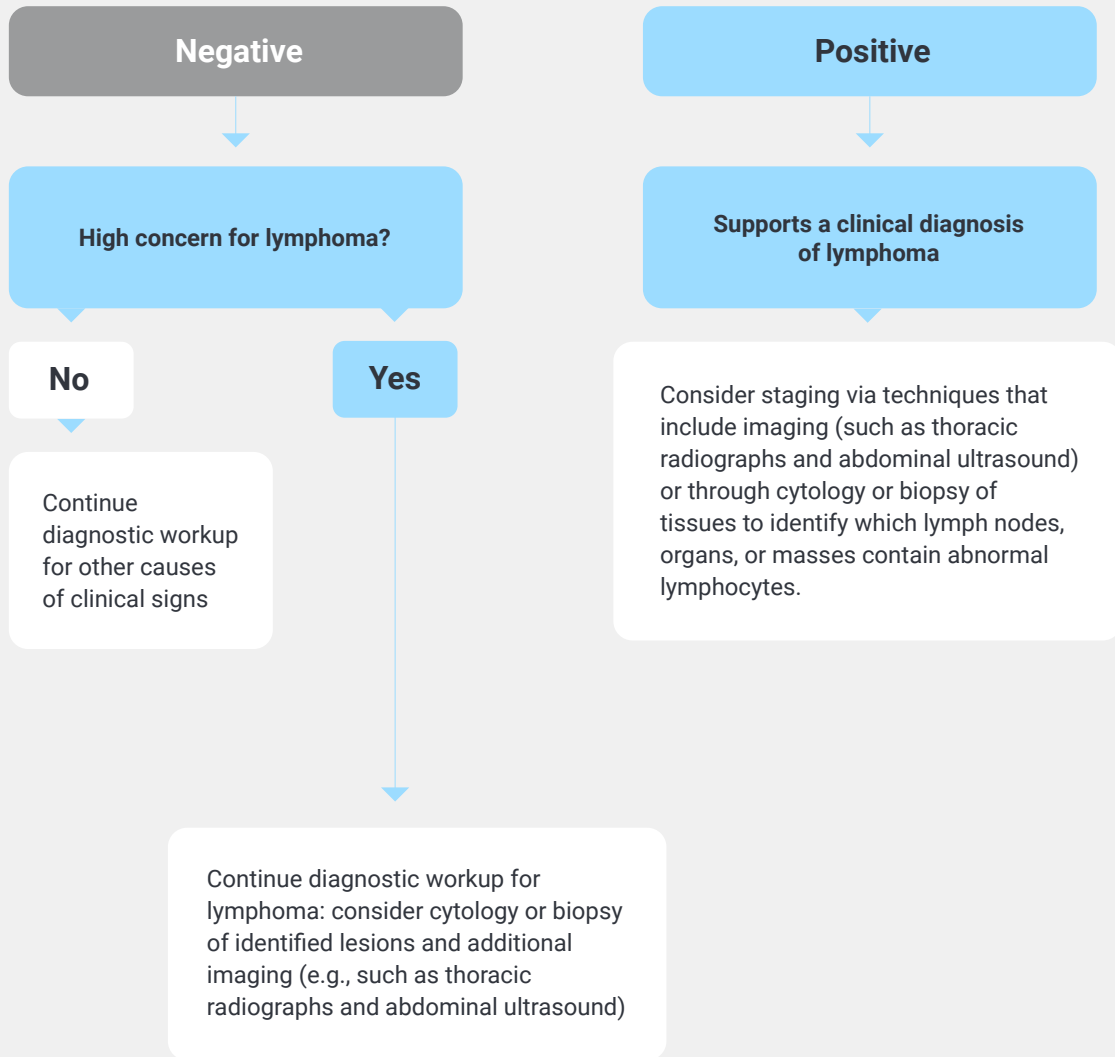 Negative
Positive
High concern for lymphoma?
Supports a clinical diagnosis
of lymphoma
No
Yes
Consider staging via techniques that
include imaging (such as thoracic
radiographs and abdominal ultrasound)
or through cytology or biopsy of
tissues to identify which lymph nodes,
organs, or masses contain abnormal
lymphocytes.
Continue
diagnostic workup
for other causes
of clinical signs
Continue diagnostic workup for
lymphoma: consider cytology or biopsy
of identified lesions and additional
imaging (e.g., such as thoracic
radiographs and abdominal ultrasound)